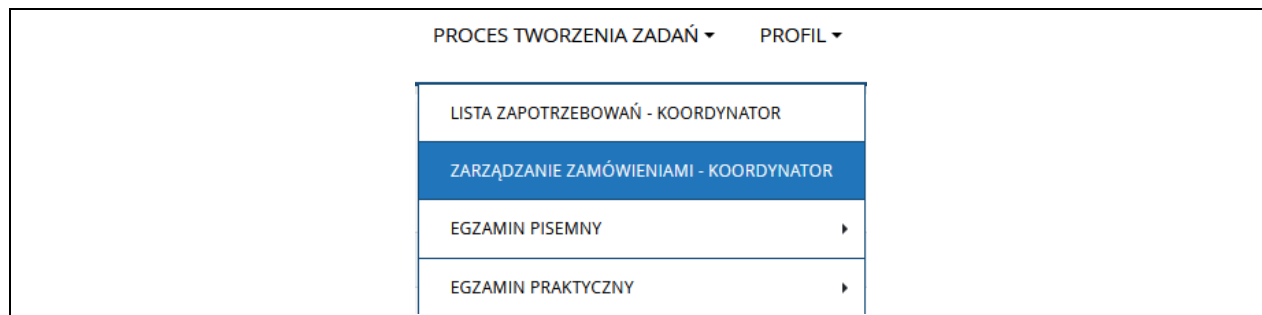 PROCES TWORZENIA ZADAŃ PROFIL
LISTA ZAPOTRZEBOWAŃ - KOORDYNATOR
ZARZĄDZANIE ZAMÓWIENIAMI - KOORDYNATOR
EGZAMIN PISEMNY
EGZAMIN PRAKTYCZNY